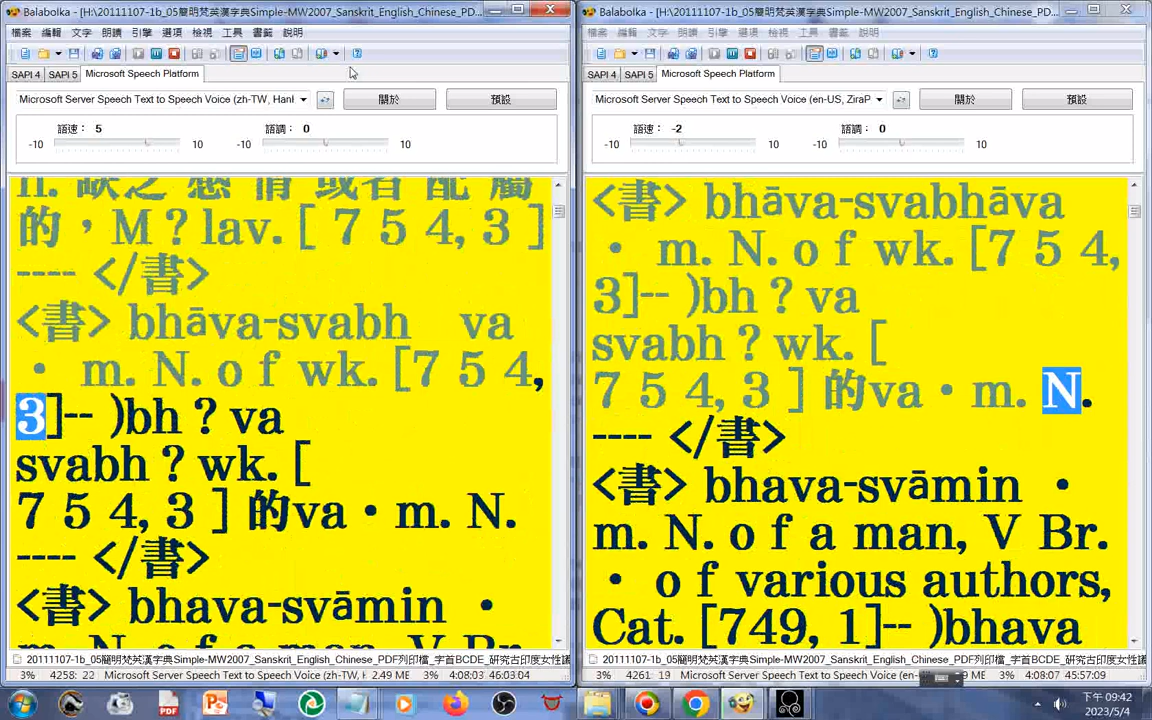 Balabolka - [H:\20111107-1b_05簡明梵英漢字典Simple-MW2007_Sanskrit_English_Chinese_PD...
檔案 編輯 文字 朗讀 引擎 選項 檢視 工具 書籤 說明
SAPI 4 SAPI 5 Microsoft Speech Platform
Microsoft Server Speech Text to Speech Voice (zh-TW, HanH
關於 預設
語速： 5 語調： 0
-10 10 -10 10
n. 缺乏感情或者配屬
的，M？lav. [ 7 5 4, 3 ]
---- </書>
<書> bhāva-svabh va
• m. N. o f wk. [7 5 4,
3]-- )bh？va
svabh？wk. [
7 5 4, 3 ] 的va•m. N.
---- </書>
<書> bhava-svāmin •
m. N. o f a man, V Br.
20111107-1b_05簡明梵英漢字典Simple-MW2007_Sanskrit_English_Chinese_PDF列印檔_字首BCDE_研究古印度女性議
3% 4258: 22 Microsoft Server Speech Text to Speech Voice (zh-TW, H 2.49 MB 3% 4:08:03 46:03:04
Balabolka - [H:\20111107-1b_05簡明梵英漢字典Simple-MW2007_Sanskrit_English_Chinese_PD...
檔案 編輯 文字 朗讀 引擎 選項 檢視 工具 書籤 說明
SAPI 4 SAPI 5 Microsoft Speech Platform
Microsoft Server Speech Text to Speech Voice (en-US, ZiraP
關於 預設
語速： -2 語調： 0
-10 10 -10 10
<書> bhāva-svabhāva
• m. N. o f wk. [7 5 4,
3]-- )bh？va
svabh？wk. [
7 5 4, 3 ] 的va•m. N.
---- </書>
<書> bhava-svāmin •
m. N. o f a man, V Br.
• o f various authors,
Cat. [749, 1]-- )bhava
20111107-1b_05簡明梵英漢字典Simple-MW2007_Sanskrit_English_Chinese_PDF列印檔_字首BCDE_研究古印度女性議
3% 4261: 19 Microsoft Server Speech Text to Speech Voice (en-US, 3% 4:08:07 45:57:09
下午 09:42
2023/5/4